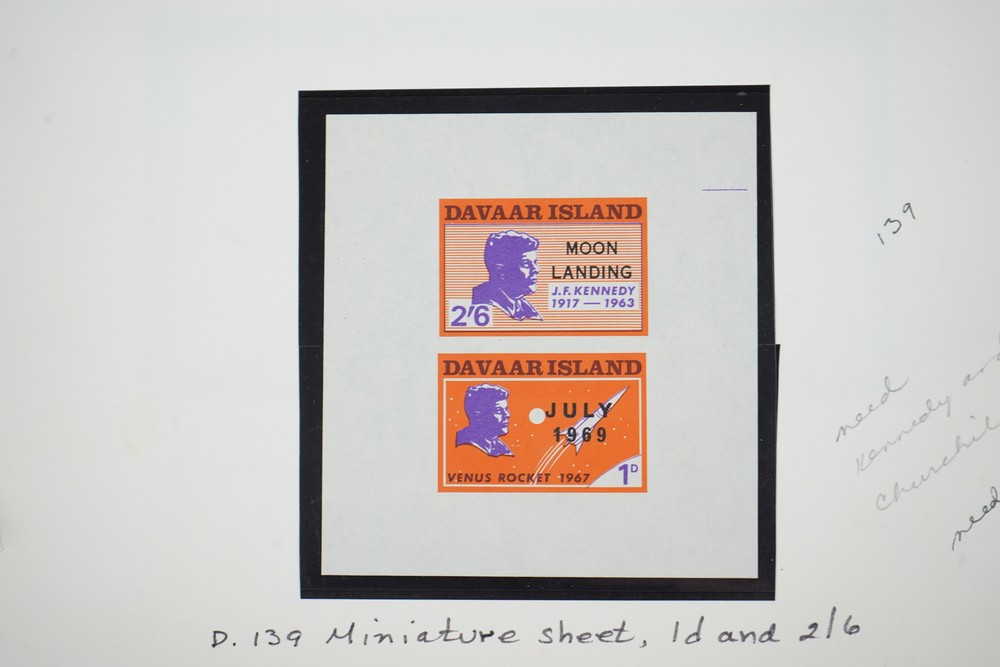 DAVAAR ISLAND
MOON
LANDING
J.F. KENNEDY
1917 — 1963
2'6
DAVAAR ISLAND
JULY
1969
VENUS ROCKET 1967
1D
139
need
Kennedy and
Churchil
need
D. 139 Miniature sheet, 1d and 2/6